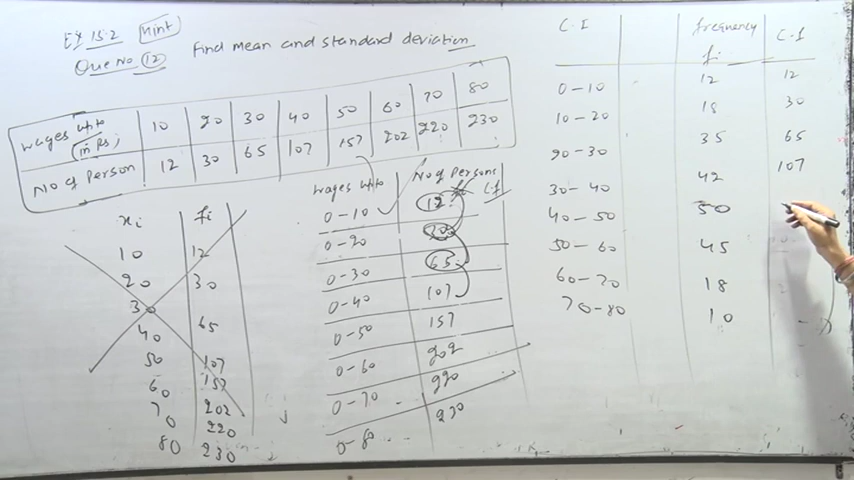 Ex 15.2 Hint
Que No 12 Find mean and standard deviation
wages upto in Rs, 10 20 30 40 50 60 70 80
No of Person 12 30 65 107 157 202 220 230
xi fi
10 12
20 30
30 65
40 107
50 157
60 202
70 220
80 230
wages upto No of Persons
C.f
0-10 12
0-20 30
0-30 65
0-40 107
0-50 157
0-60 202
0-70 220
0-80 230
C.I frequency fi C.f
0-10 12 12
10-20 18 30
20-30 35 65
30-40 42 107
40-50 50
50-60 45
60-70 18
70-80 10